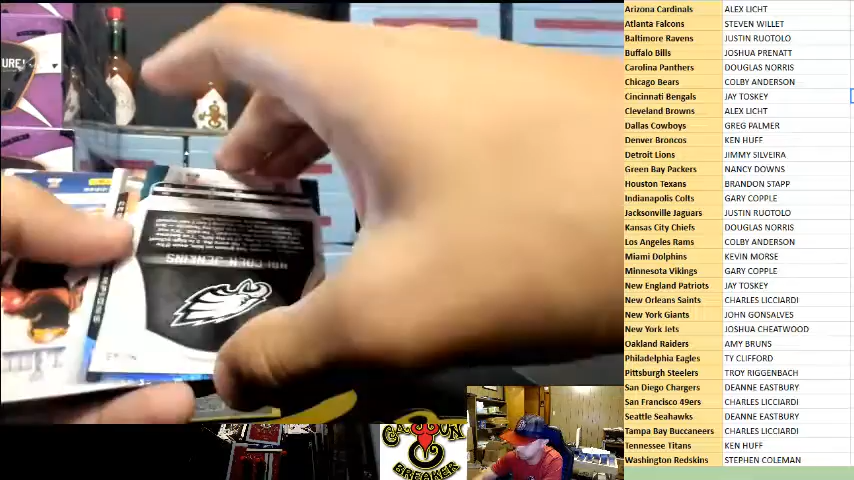 URE!
MALCOLM JENKINS
CAJUN
BREAKER
Arizona Cardinals ALEX LICHT
Atlanta Falcons STEVEN WILLET
Baltimore Ravens JUSTIN RUOTOLO
Buffalo Bills JOSHUA PRENATT
Carolina Panthers DOUGLAS NORRIS
Chicago Bears COLBY ANDERSON
Cincinnati Bengals JAY TOSKEY
Cleveland Browns ALEX LICHT
Dallas Cowboys GREG PALMER
Denver Broncos KEN HUFF
Detroit Lions JIMMY SILVEIRA
Green Bay Packers NANCY DOWNS
Houston Texans BRANDON STAPP
Indianapolis Colts GARY COPPLE
Jacksonville Jaguars JUSTIN RUOTOLO
Kansas City Chiefs DOUGLAS NORRIS
Los Angeles Rams COLBY ANDERSON
Miami Dolphins KEVIN MORSE
Minnesota Vikings GARY COPPLE
New England Patriots JAY TOSKEY
New Orleans Saints CHARLES LICCIARDI
New York Giants JOHN GONSALVES
New York Jets JOSHUA CHEATWOOD
Oakland Raiders AMY BRUNS
Philadelphia Eagles TY CLIFFORD
Pittsburgh Steelers TROY RIGGENBACH
San Diego Chargers DEANNE EASTBURY
San Francisco 49ers CHARLES LICCIARDI
Seattle Seahawks DEANNE EASTBURY
Tampa Bay Buccaneers CHARLES LICCIARDI
Tennessee Titans KEN HUFF
Washington Redskins STEPHEN COLEMAN